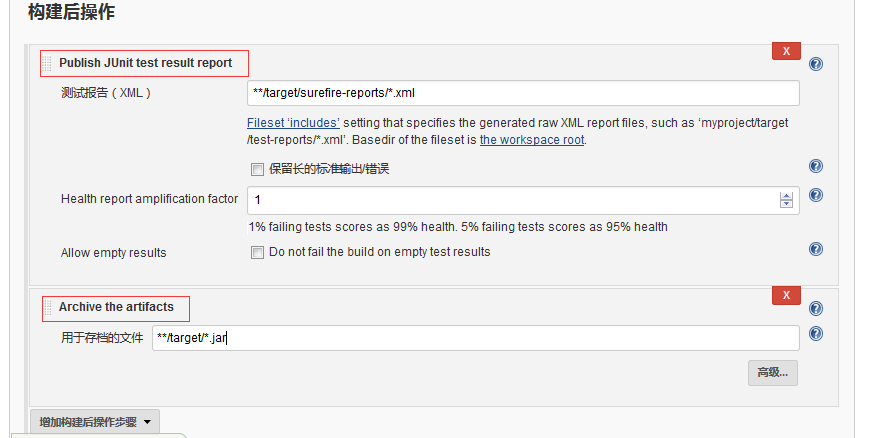 构建后操作
Publish JUnit test result report
X
测试报告（XML）
**/target/surefire-reports/*.xml
Fileset ‘includes’ setting that specifies the generated raw XML report files, such as ‘myproject/target
/test-reports/*.xml’. Basedir of the fileset is the workspace root.
保留长的标准输出/错误
Health report amplification factor
1
1% failing tests scores as 99% health. 5% failing tests scores as 95% health
Allow empty results
Do not fail the build on empty test results
Archive the artifacts
X
用于存档的文件
**/target/*.jar
高级...
增加构建后操作步骤